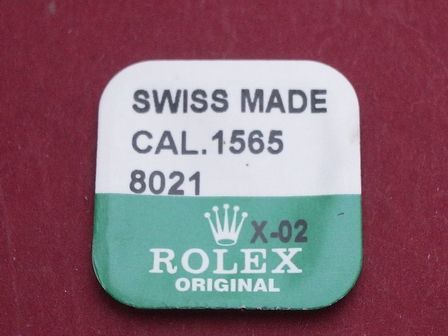 SWISS MADE
CAL.1565
8021
X-02
ROLEX
ORIGINAL